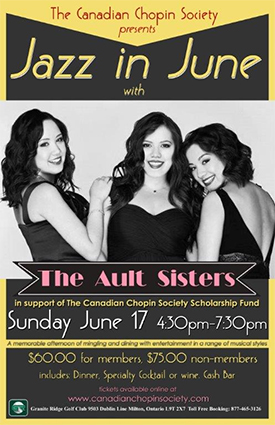 The Canadian Chopin Society
presents
Jazz in June
with
The Ault Sisters
in support of The Canadian Chopin Society Scholarship Fund
Sunday June 17 4:30pm-7:30pm
A memorable afternoon of mingling and dining with entertainment in a range of musical styles
$60.00 for members, $75.00 non-members
includes: Dinner, Specialty Cocktail or wine, Cash Bar
tickets available online at
www.canadianchopinsociety.com
Granite Ridge Golf Club 9503 Dublin Line Milton, Ontario L9T 2X7 Toll Free Booking: 877-465-3126